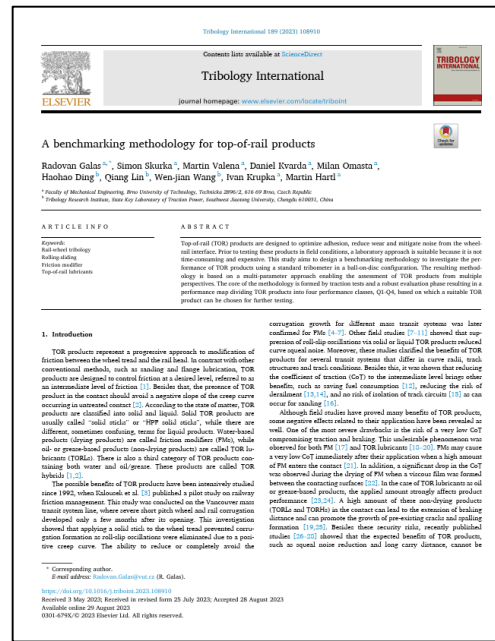 Tribology International 189 (2023) 108910
Contents lists available at ScienceDirect
Tribology International
journal homepage: www.elsevier.com/locate/triboint
ELSEVIER
TRIBOLOGY
INTERNATIONAL
Check for
updates
A benchmarking methodology for top-of-rail products
Radovan Galas a,*, Simon Skurka a, Martin Valena a, Daniel Kvarda a, Milan Omasta a,
Haohao Ding b, Qiang Lin b, Wen-jian Wang b, Ivan Krupka a, Martin Hartl a
a Faculty of Mechanical Engineering, Brno University of Technology, Technicka 2896/2, 616 69 Brno, Czech Republic
b Tribology Research Institute, State Key Laboratory of Traction Power, Southwest Jiaotong University, Chengdu 610031, China
ARTICLE INFO
Keywords:
Rail-wheel tribology
Rolling-sliding
Friction modifier
Top-of-rail lubricants
ABSTRACT
Top-of-rail (TOR) products are designed to optimize adhesion, reduce wear and mitigate noise from the wheel-
rail interface. Prior to testing these products in field conditions, a laboratory approach is suitable because it is not
time-consuming and expensive. This study aims to design a benchmarking methodology to investigate the per-
formance of TOR products using a standard tribometer in a ball-on-disc configuration. The resulting method-
ology is based on a multi-parameter approach enabling the assessment of TOR products from multiple
perspectives. The core of the methodology is formed by traction tests and a robust evaluation phase resulting in a
performance map dividing TOR products into four performance classes, Q1-Q4, based on which a suitable TOR
product can be chosen for further testing.
1. Introduction
TOR products represent a progressive approach to modification of
friction between the wheel tread and the rail head. In contrast with other
conventional methods, such as sanding and flange lubrication, TOR
products are designed to control friction at a desired level, referred to as
an intermediate level of friction [1]. Besides that, the presence of TOR
product in the contact should avoid a negative slope of the creep curve
occurring in untreated contact [2]. According to the state of matter, TOR
products are classified into solid and liquid. Solid TOR products are
usually called "solid sticks" or "HPF solid sticks", while there are
different, sometimes confusing, terms for liquid products. Water-based
products (drying products) are called friction modifiers (FMs), while
oil- or grease-based products (non-drying products) are called TOR lu-
bricants (TORLs). There is also a third category of TOR products con-
taining both water and oil/grease. These products are called TOR
hybrids [1,2].
The possible benefits of TOR products have been intensively studied
since 1992, when Kalousek et al. [3] published a pilot study on railway
friction management. This study was conducted on the Vancouver mass
transit system line, where severe short pitch wheel and rail corrugation
developed only a few months after its opening. This investigation
showed that applying a solid stick to the wheel tread prevented corru-
gation formation as roll-slip oscillations were eliminated due to a posi-
tive creep curve. The ability to reduce or completely avoid the
corrugation growth for different mass transit systems was later
confirmed for FMs [4-7]. Other field studies [7-11] showed that sup-
pression of roll-slip oscillations via solid or liquid TOR products reduced
curve squeal noise. Moreover, these studies clarified the benefits of TOR
products for several transit systems that differ in curve radii, track
structures and track conditions. Besides that, it was shown that reducing
the coefficient of traction (CoT) to the intermediate level brings other
benefits, such as saving fuel consumption [12], reducing the risk of
derailment [13,14], and no risk of isolation of track circuits [15] as can
occur for sanding [16].
Although field studies have proved many benefits of TOR products,
some negative effects related to their application have been revealed as
well. One of the most severe drawbacks is the risk of a very low CoT
compromising traction and braking. This undesirable phenomenon was
observed for both FM [17] and TOR lubricants [18-20]. FMs may cause
a very low CoT immediately after their application when a high amount
of FM enters the contact [21]. In addition, a significant drop in the CoT
was observed during the drying of FM when a viscous film was formed
between the contacting surfaces [22]. In the case of TOR lubricants as oil
or grease-based products, the applied amount strongly affects product
performance [23,24]. A high amount of these non-drying products
(TORLs and TORHs) in the contact can lead to the extension of braking
distance and can promote the growth of pre-existing cracks and spalling
formation [19,25]. Besides these security risks, recently published
studies [26-28] showed that the expected benefits of TOR products,
such as squeal noise reduction and long carry distance, cannot be
* Corresponding author.
E-mail address: Radovan.Galas@vut.cz (R. Galas).
https://doi.org/10.1016/j.triboint.2023.108910
Received 3 May 2023; Received in revised form 25 July 2023; Accepted 28 August 2023
Available online 29 August 2023
0301-679X/© 2023 Elsevier Ltd. All rights reserved.